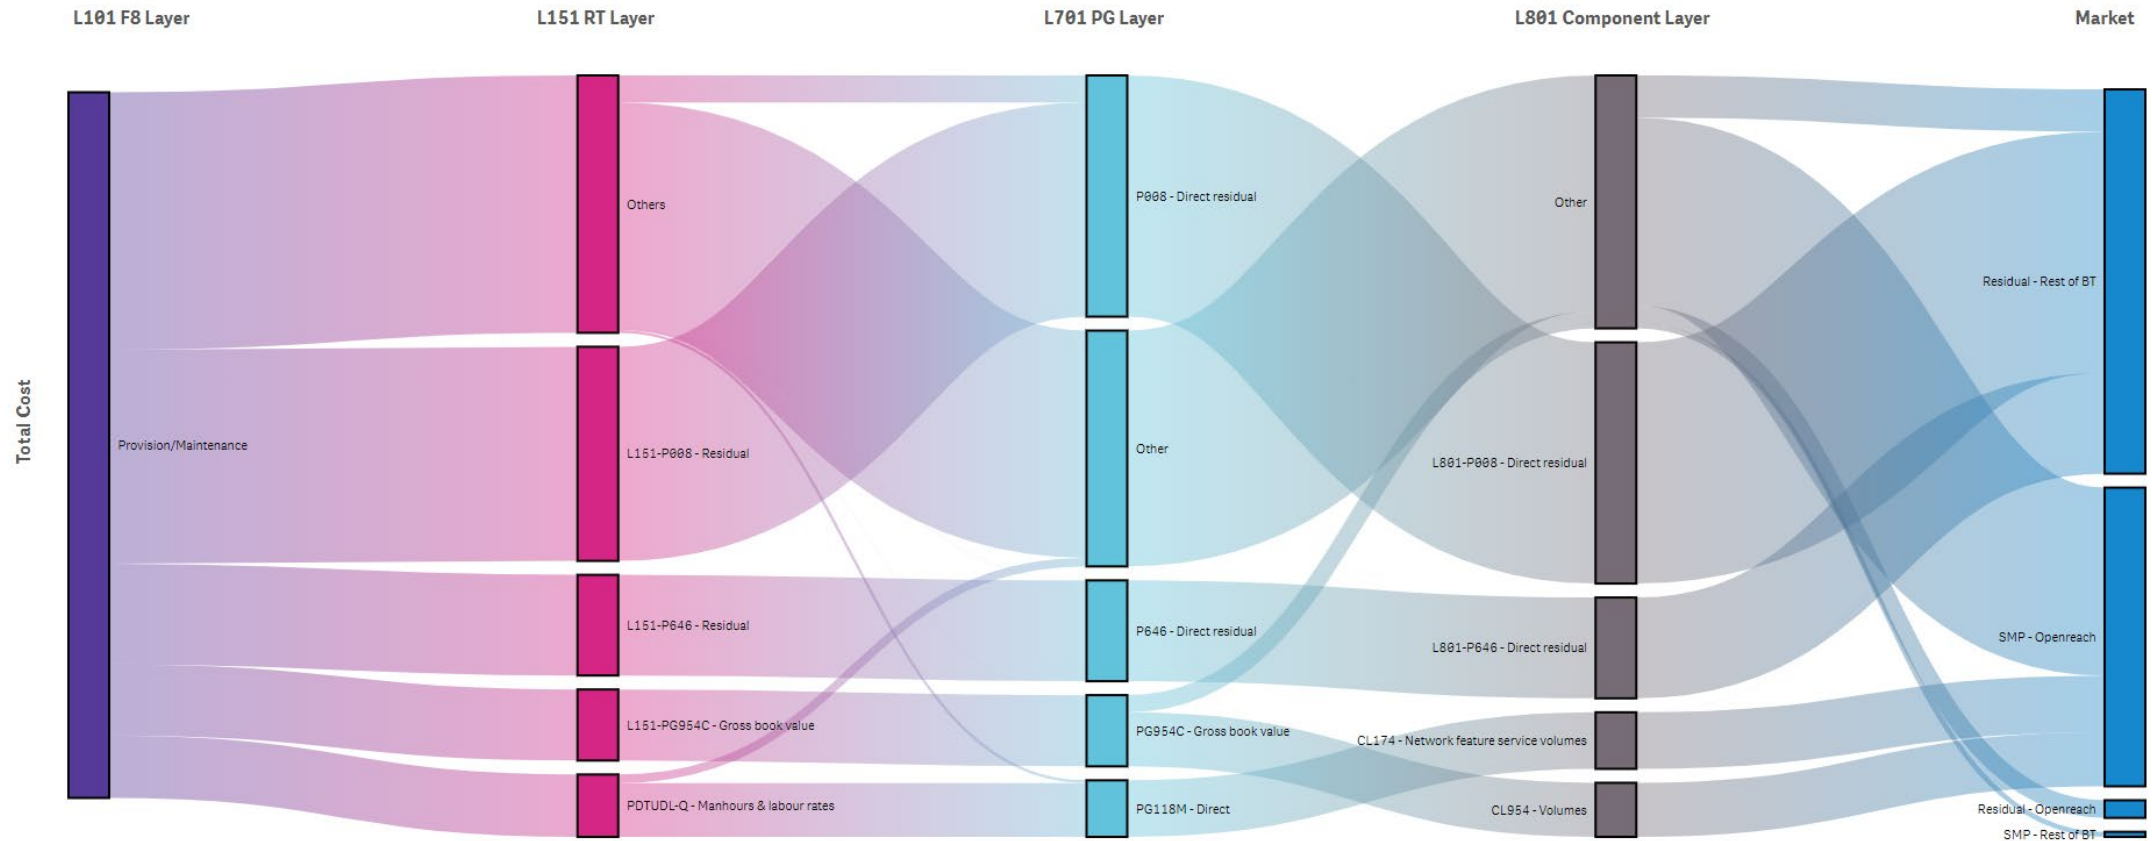 L101 F8 Layer
L151 RT Layer
L701 PG Layer
L801 Component Layer
Market
Total Cost
Provision/Maintenance
Others
L151-P008 - Residual
L151-P646 - Residual
L151-PG954C - Gross book value
PDTUDL-Q - Manhours & labour rates
P008 - Direct residual
Other
P646 - Direct residual
PG954C - Gross book value
PG118M - Direct
Other
L801-P008 - Direct residual
L801-P646 - Direct residual
CL174 - Network feature service volumes
CL954 - Volumes
Residual - Rest of BT
SMP - Openreach
Residual - Openreach
SMP - Rest of BT